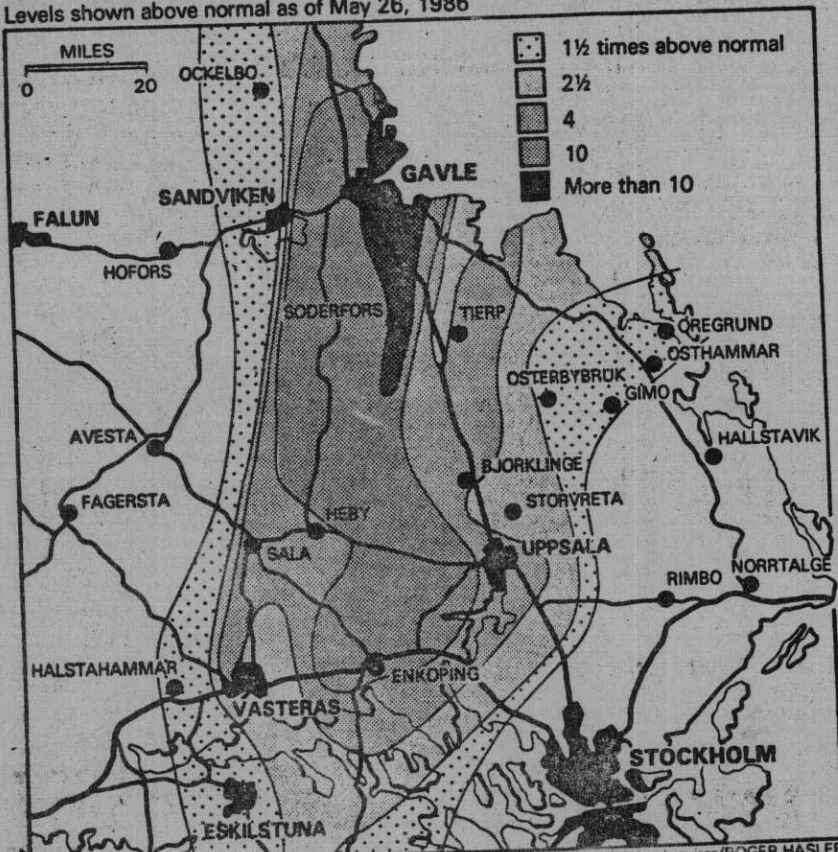 Levels shown above normal as of May 26, 1986
MILES
0 20
1½ times above normal
2½
4
10
More than 10
OCKELBO
GAVLE
SANDVIKEN
FALUN
HOFORS
SODERFORS
TIERP
OREGRUND
OSTHAMMAR
OSTERBYBRUK
GIMO
AVESTA
HALLSTAVIK
BJORKLINGE
FAGERSTA
STORVRETA
HEBY
SALA
UPPSALA
RIMBO
NORRTALGE
HALSTAHAMMAR
ENKOPING
VASTERAS
STOCKHOLM
ESKILSTUNA
/ROGER HASLE